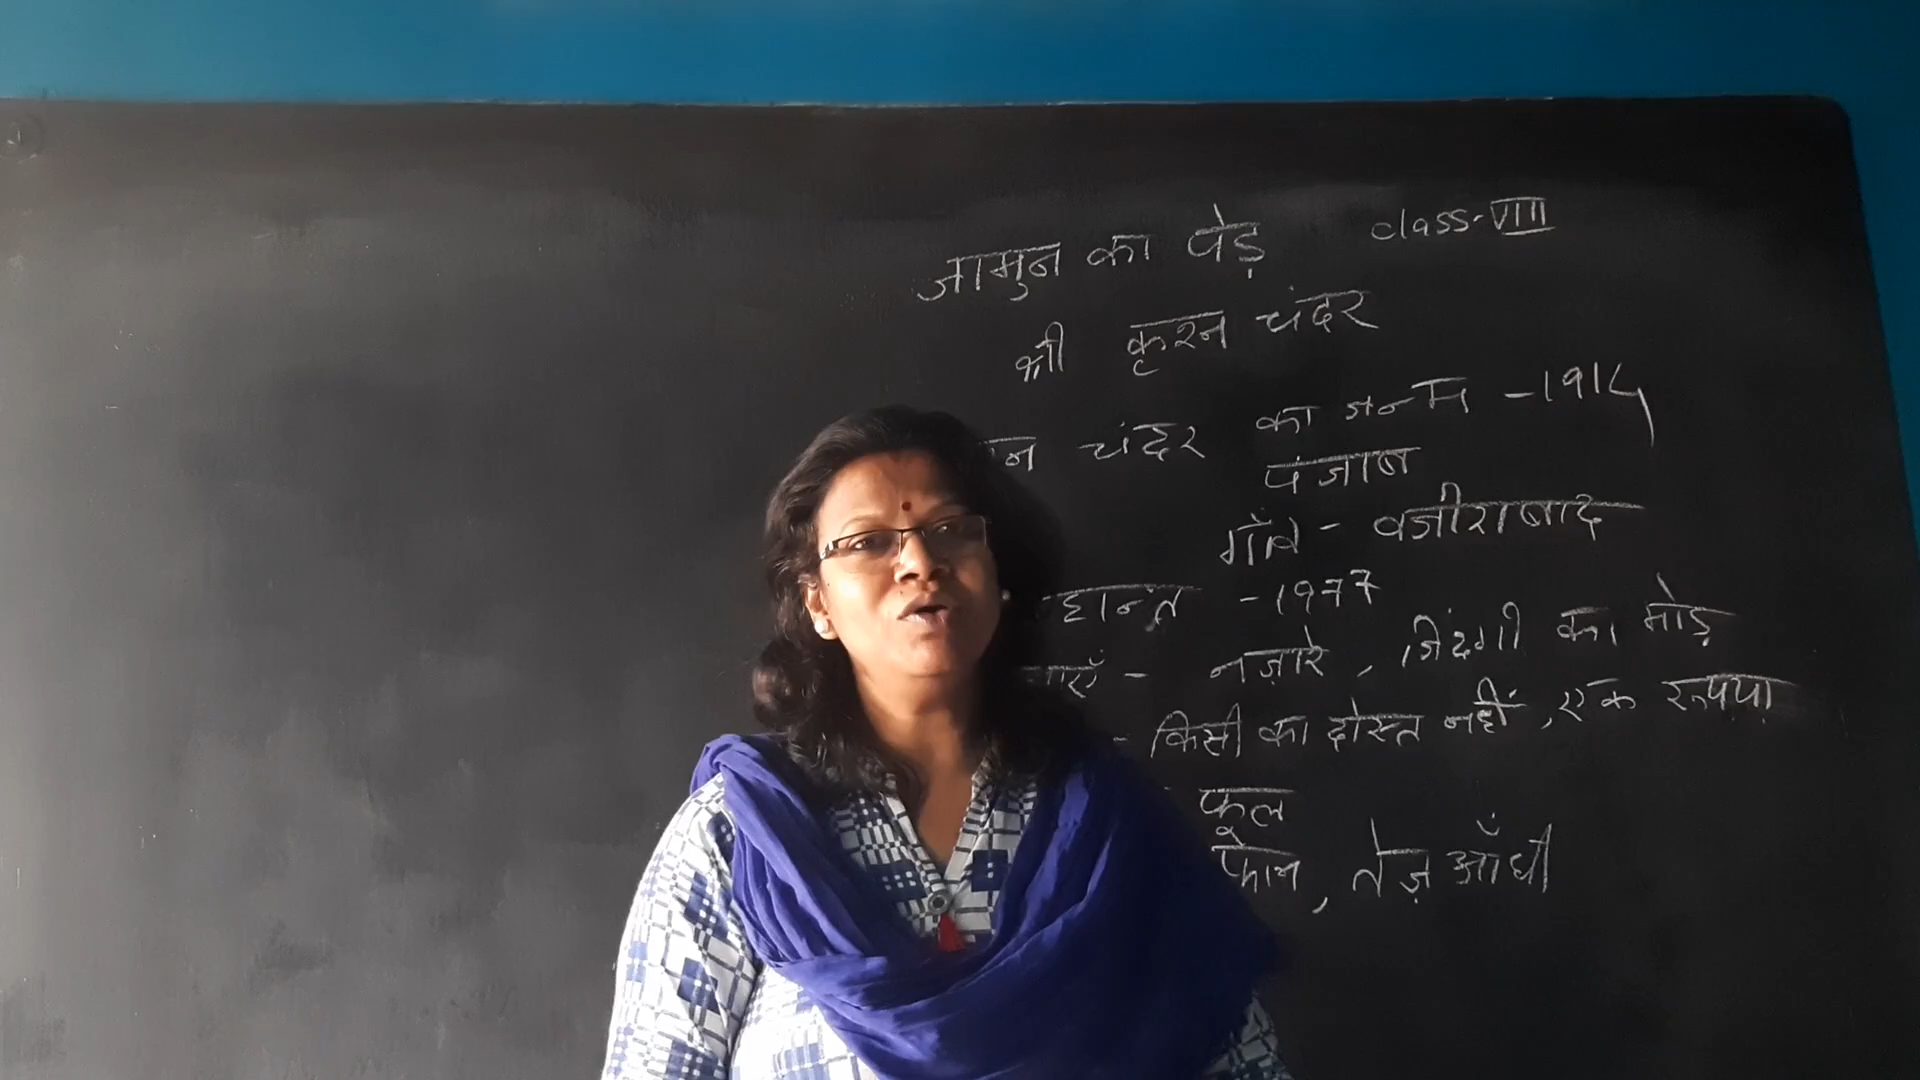 जामुन का पेड़ class-VIII
श्री कृश्न चंदर
चंदर का जन्म - 1914
पंजाब
गाँव - वजीराबाद
- 1977
- नज़ारे, जिंदगी का मोड़
- किसी का दोस्त नहीं, एक रूपया
फूल
तेज़ आँधी